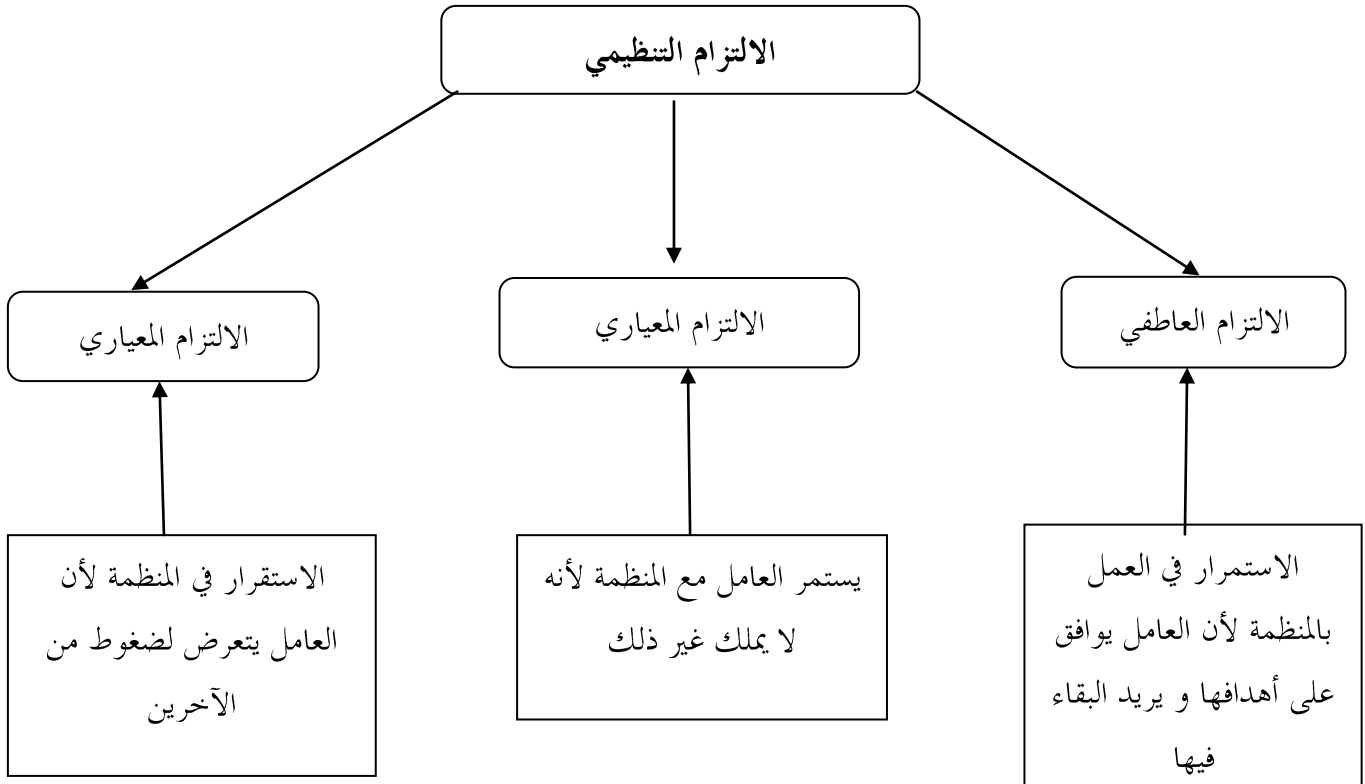 الالتزام التنظيمي
الالتزام العاطفي
الالتزام المعياري
الالتزام المعياري
الاستمرار في العمل
بالمنظمة لأن العامل يوافق
على أهدافها و يريد البقاء
فيها
يستمر العامل مع المنظمة لأنه
لا يملك غير ذلك
الاستقرار في المنظمة لأن
العامل يتعرض لضغوط من
الآخرين